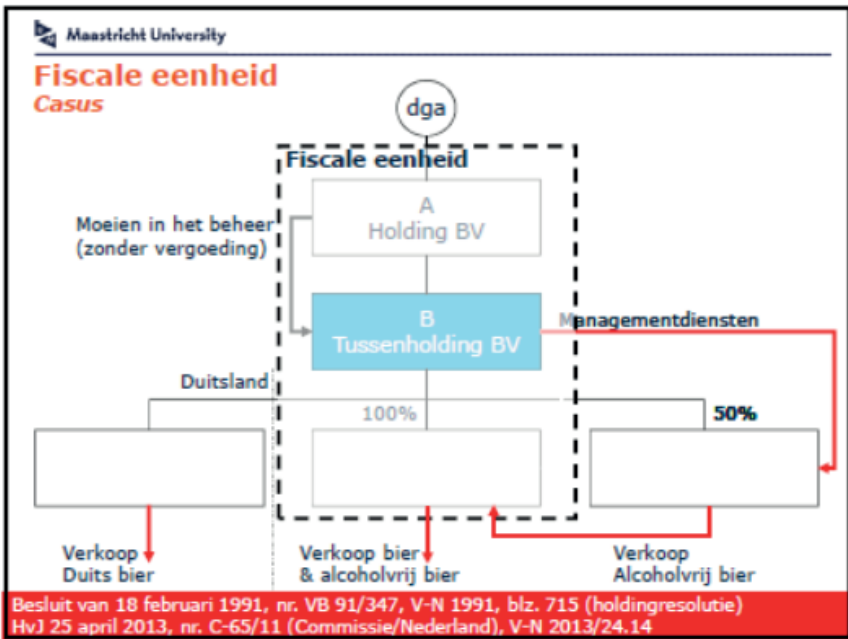 Maastricht University
Fiscale eenheid
Casus
dga
Fiscale eenheid
A
Holding BV
Moeien in het beheer
(zonder vergoeding)
B
Tussenholding BV
Managementdiensten
Duitsland
100%
50%
Verkoop
Duits bier
Verkoop bier
& alcoholvrij bier
Verkoop
Alcoholvrij bier
Besluit van 18 februari 1991, nr. VB 91/347, V-N 1991, blz. 715 (holdingresolutie)
HvJ 25 april 2013, nr. C-65/11 (Commissie/Nederland), V-N 2013/24.14